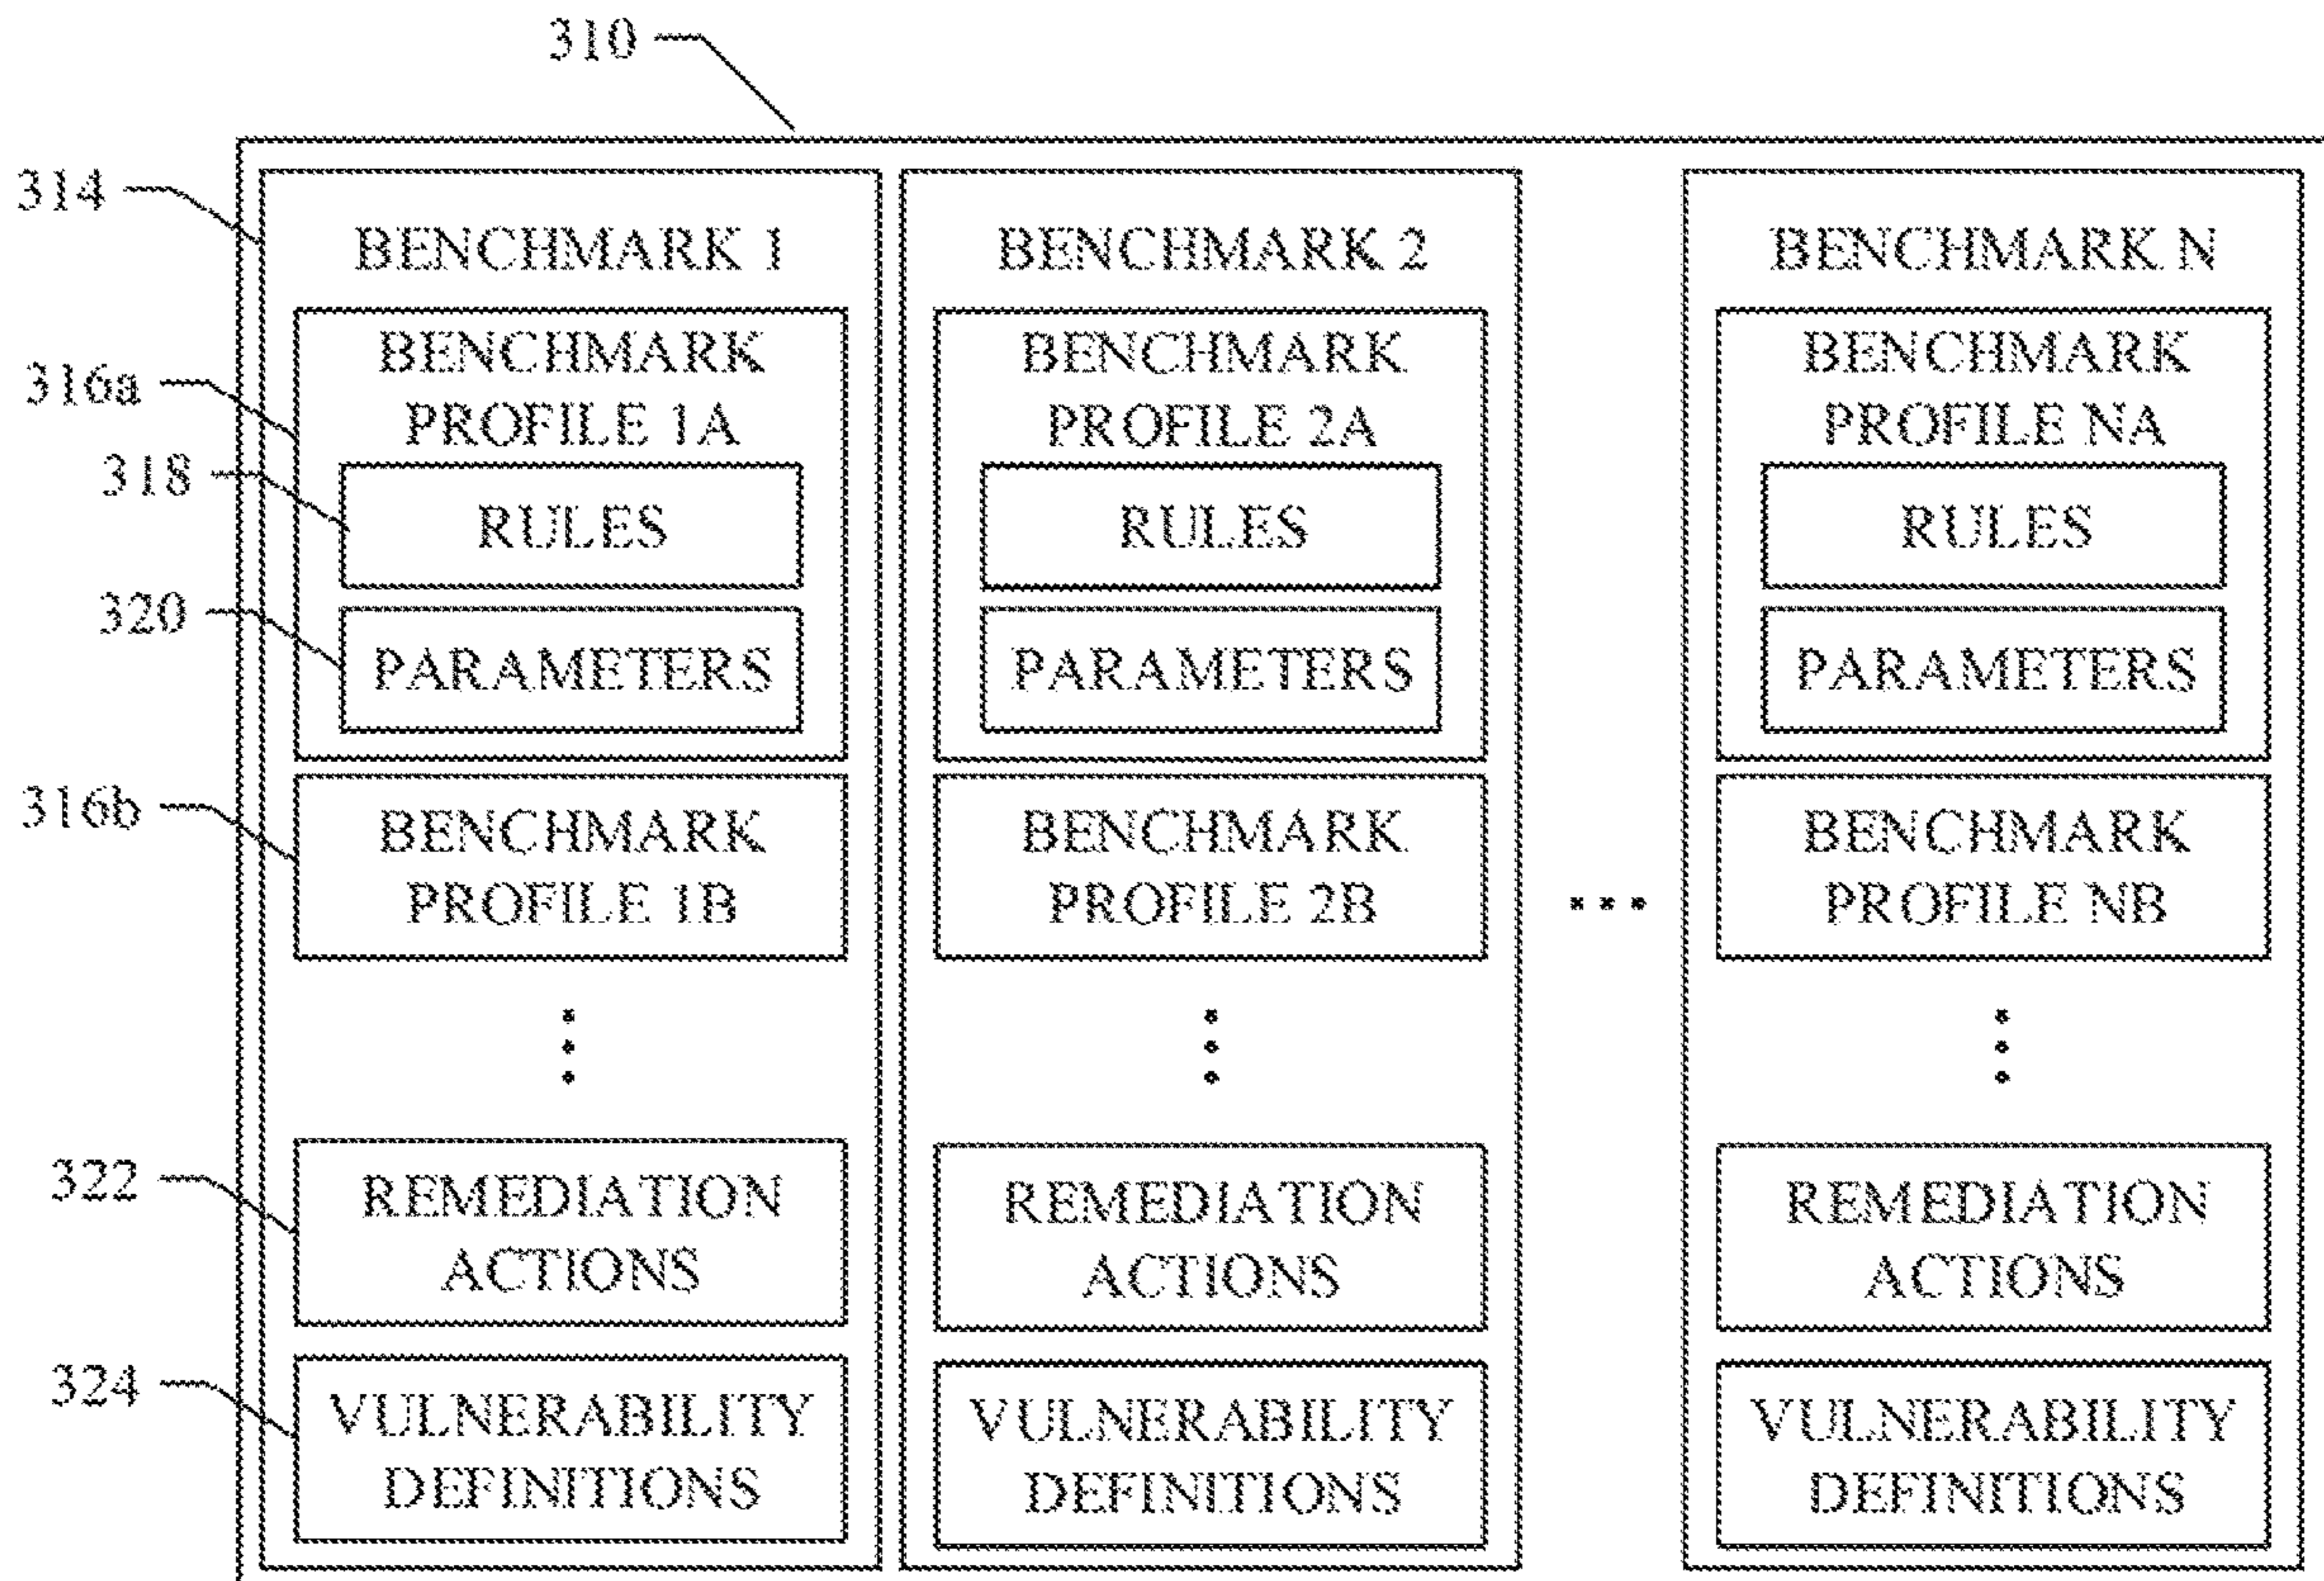 310
314
BENCHMARK 1
BENCHMARK 2
BENCHMARK N
316a
BENCHMARK
PROFILE 1A
BENCHMARK
PROFILE 2A
BENCHMARK
PROFILE NA
318
RULES
RULES
RULES
320
PARAMETERS
PARAMETERS
PARAMETERS
316b
BENCHMARK
PROFILE 1B
BENCHMARK
PROFILE 2B
...
BENCHMARK
PROFILE NB
322
REMEDIATION
ACTIONS
REMEDIATION
ACTIONS
REMEDIATION
ACTIONS
324
VULNERABILITY
DEFINITIONS
VULNERABILITY
DEFINITIONS
VULNERABILITY
DEFINITIONS